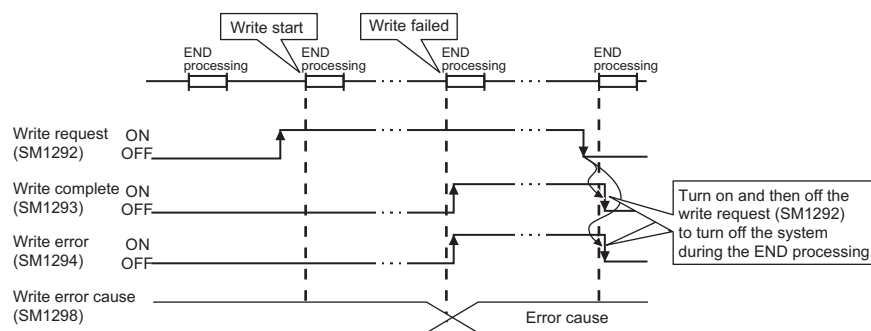 Write start
Write failed
END
processing
END
processing
END
processing
END
processing
Write request
(SM1292)
ON
OFF
Write complete
(SM1293)
ON
OFF
Write error
(SM1294)
ON
OFF
Write error cause
(SM1298)
Error cause
Turn on and then off the
write request (SM1292)
to turn off the system
during the END processing